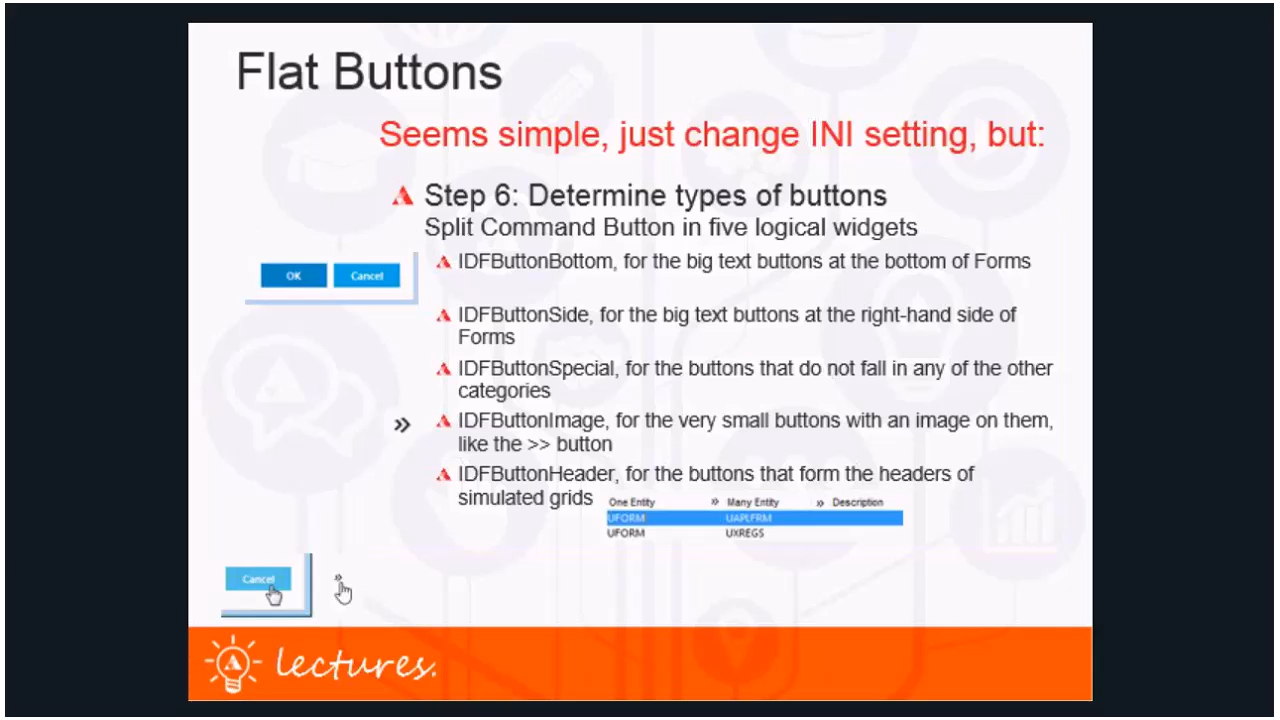 Flat Buttons
Seems simple, just change INI setting, but:
Step 6: Determine types of buttons
Split Command Button in five logical widgets
OK Cancel
IDFButtonBottom, for the big text buttons at the bottom of Forms
IDFButtonSide, for the big text buttons at the right-hand side of
Forms
IDFButtonSpecial, for the buttons that do not fall in any of the other
categories
»
IDFButtonImage, for the very small buttons with an image on them,
like the >> button
IDFButtonHeader, for the buttons that form the headers of
simulated grids
One Entity » Many Entity » Description
UFORM UAPLFRM
UFORM UXREGS
Cancel »
lectures.